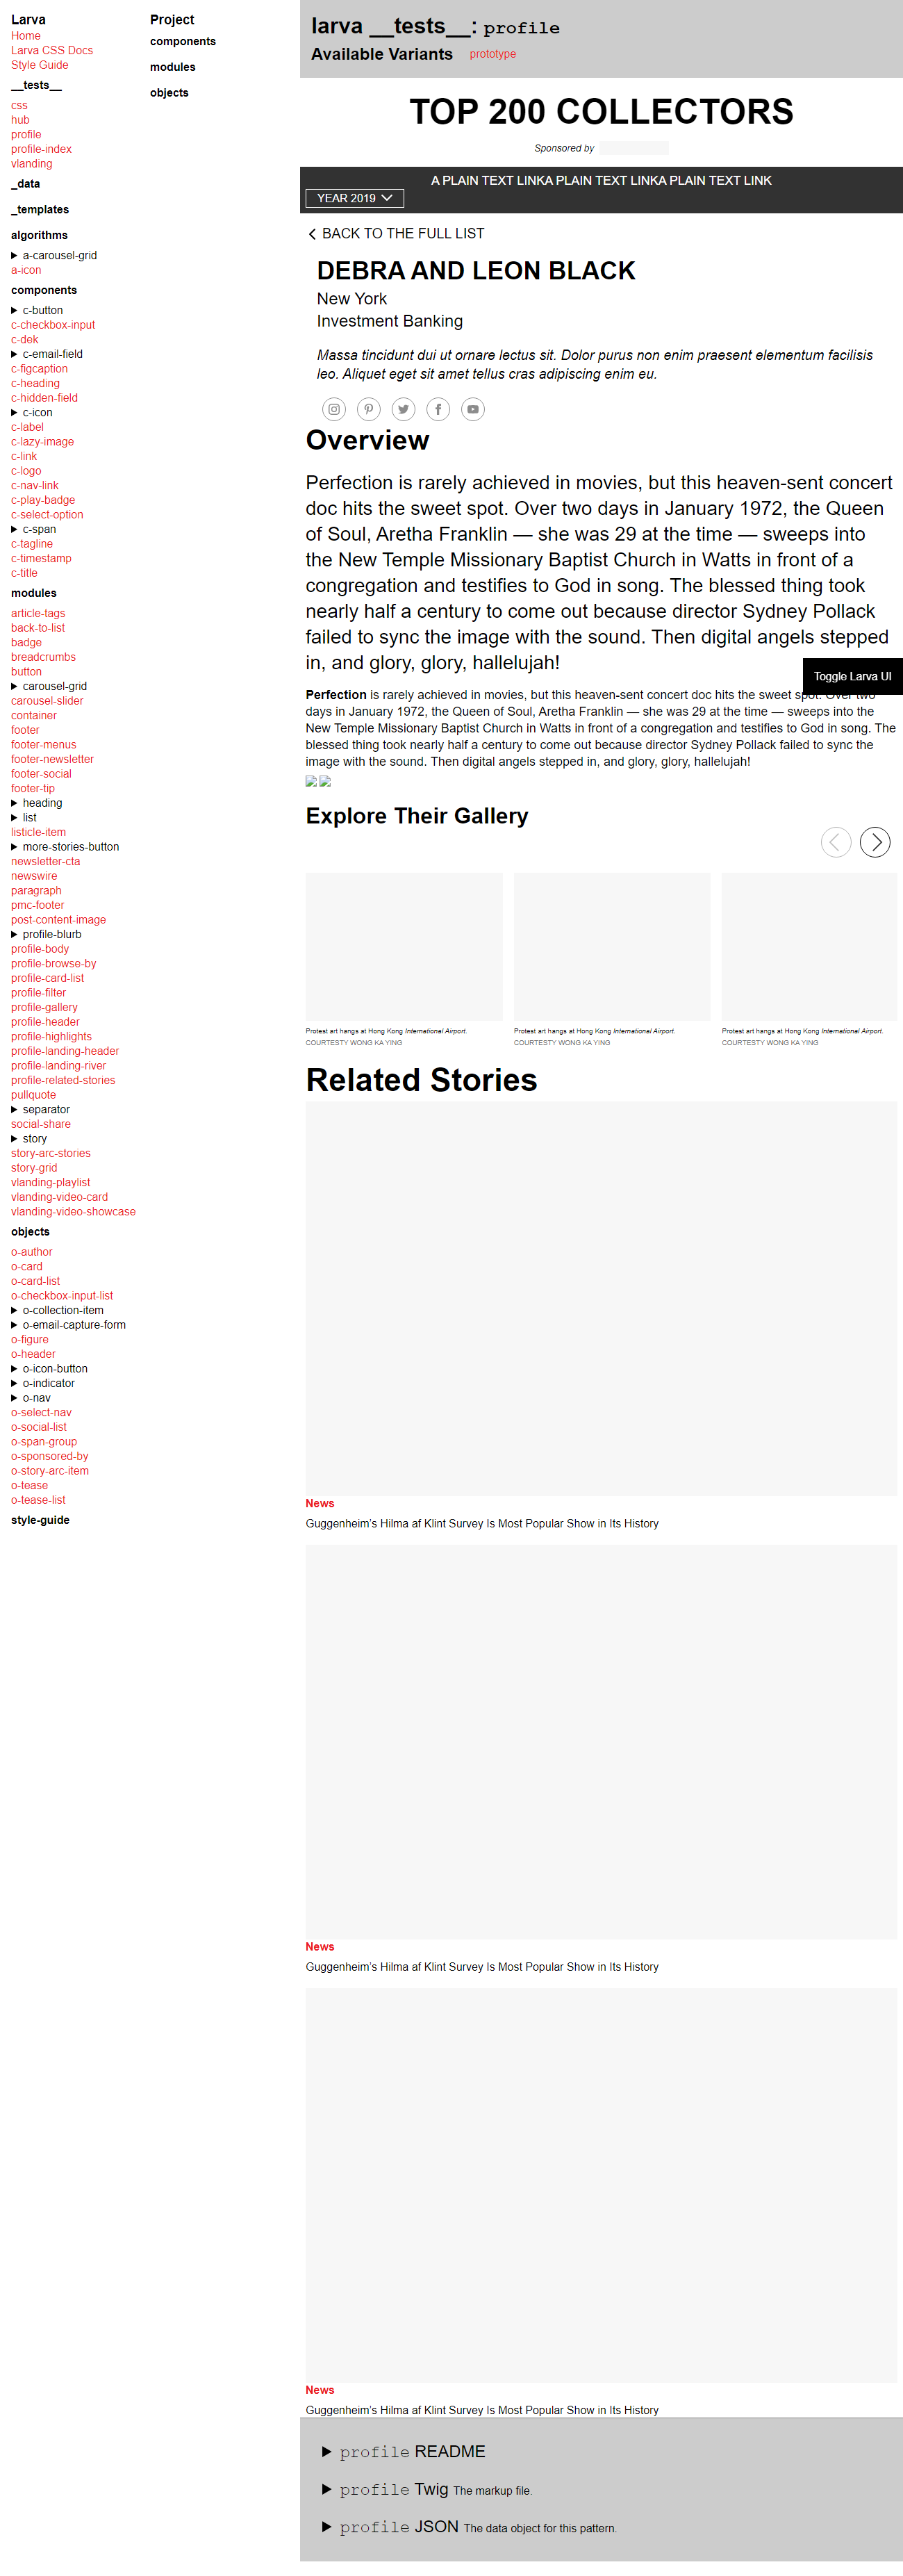 Larva
Home
Larva CSS Docs
Style Guide
__tests__
css
hub
profile
profile-index
vlanding
_data
_templates
algorithms
a-carousel-grid
a-icon
components
c-button
c-checkbox-input
c-dek
c-email-field
c-figcaption
c-heading
c-hidden-field
c-icon
c-label
c-lazy-image
c-link
c-logo
c-nav-link
c-play-badge
c-select-option
c-span
c-tagline
c-timestamp
c-title
modules
article-tags
back-to-list
badge
breadcrumbs
button
carousel-grid
carousel-slider
container
footer
footer-menus
footer-newsletter
footer-social
footer-tip
heading
list
listicle-item
more-stories-button
newsletter-cta
newswire
paragraph
pmc-footer
post-content-image
profile-blurb
profile-body
profile-browse-by
profile-card-list
profile-filter
profile-gallery
profile-header
profile-highlights
profile-landing-header
profile-landing-river
profile-related-stories
pullquote
separator
social-share
story
story-arc-stories
story-grid
vlanding-playlist
vlanding-video-card
vlanding-video-showcase
objects
o-author
o-card
o-card-list
o-checkbox-input-list
o-collection-item
o-email-capture-form
o-figure
o-header
o-icon-button
o-indicator
o-nav
o-select-nav
o-social-list
o-span-group
o-sponsored-by
o-story-arc-item
o-tease
o-tease-list
style-guide
Project
components
modules
objects
larva __tests__: profile
Available Variants prototype
TOP 200 COLLECTORS
Sponsored by
A PLAIN TEXT LINKA PLAIN TEXT LINKA PLAIN TEXT LINK
YEAR 2019
BACK TO THE FULL LIST
DEBRA AND LEON BLACK
New York
Investment Banking
Massa tincidunt dui ut ornare lectus sit. Dolor purus non enim praesent elementum facilisis
leo. Aliquet eget sit amet tellus cras adipiscing enim eu.
Overview
Perfection is rarely achieved in movies, but this heaven-sent concert
doc hits the sweet spot. Over two days in January 1972, the Queen
of Soul, Aretha Franklin — she was 29 at the time — sweeps into
the New Temple Missionary Baptist Church in Watts in front of a
congregation and testifies to God in song. The blessed thing took
nearly half a century to come out because director Sydney Pollack
failed to sync the image with the sound. Then digital angels stepped
in, and glory, glory, hallelujah!
Toggle Larva UI
Perfection is rarely achieved in movies, but this heaven-sent concert doc hits the sweet spot. Over two
days in January 1972, the Queen of Soul, Aretha Franklin — she was 29 at the time — sweeps into the
New Temple Missionary Baptist Church in Watts in front of a congregation and testifies to God in song. The
blessed thing took nearly half a century to come out because director Sydney Pollack failed to sync the
image with the sound. Then digital angels stepped in, and glory, glory, hallelujah!
Explore Their Gallery
Protest art hangs at Hong Kong International Airport.
COURTESTY WONG KA YING
Protest art hangs at Hong Kong International Airport.
COURTESTY WONG KA YING
Protest art hangs at Hong Kong International Airport.
COURTESTY WONG KA YING
Related Stories
News
Guggenheim's Hilma af Klint Survey Is Most Popular Show in Its History
News
Guggenheim's Hilma af Klint Survey Is Most Popular Show in Its History
News
Guggenheim's Hilma af Klint Survey Is Most Popular Show in Its History
profile README
profile Twig The markup file.
profile JSON The data object for this pattern.